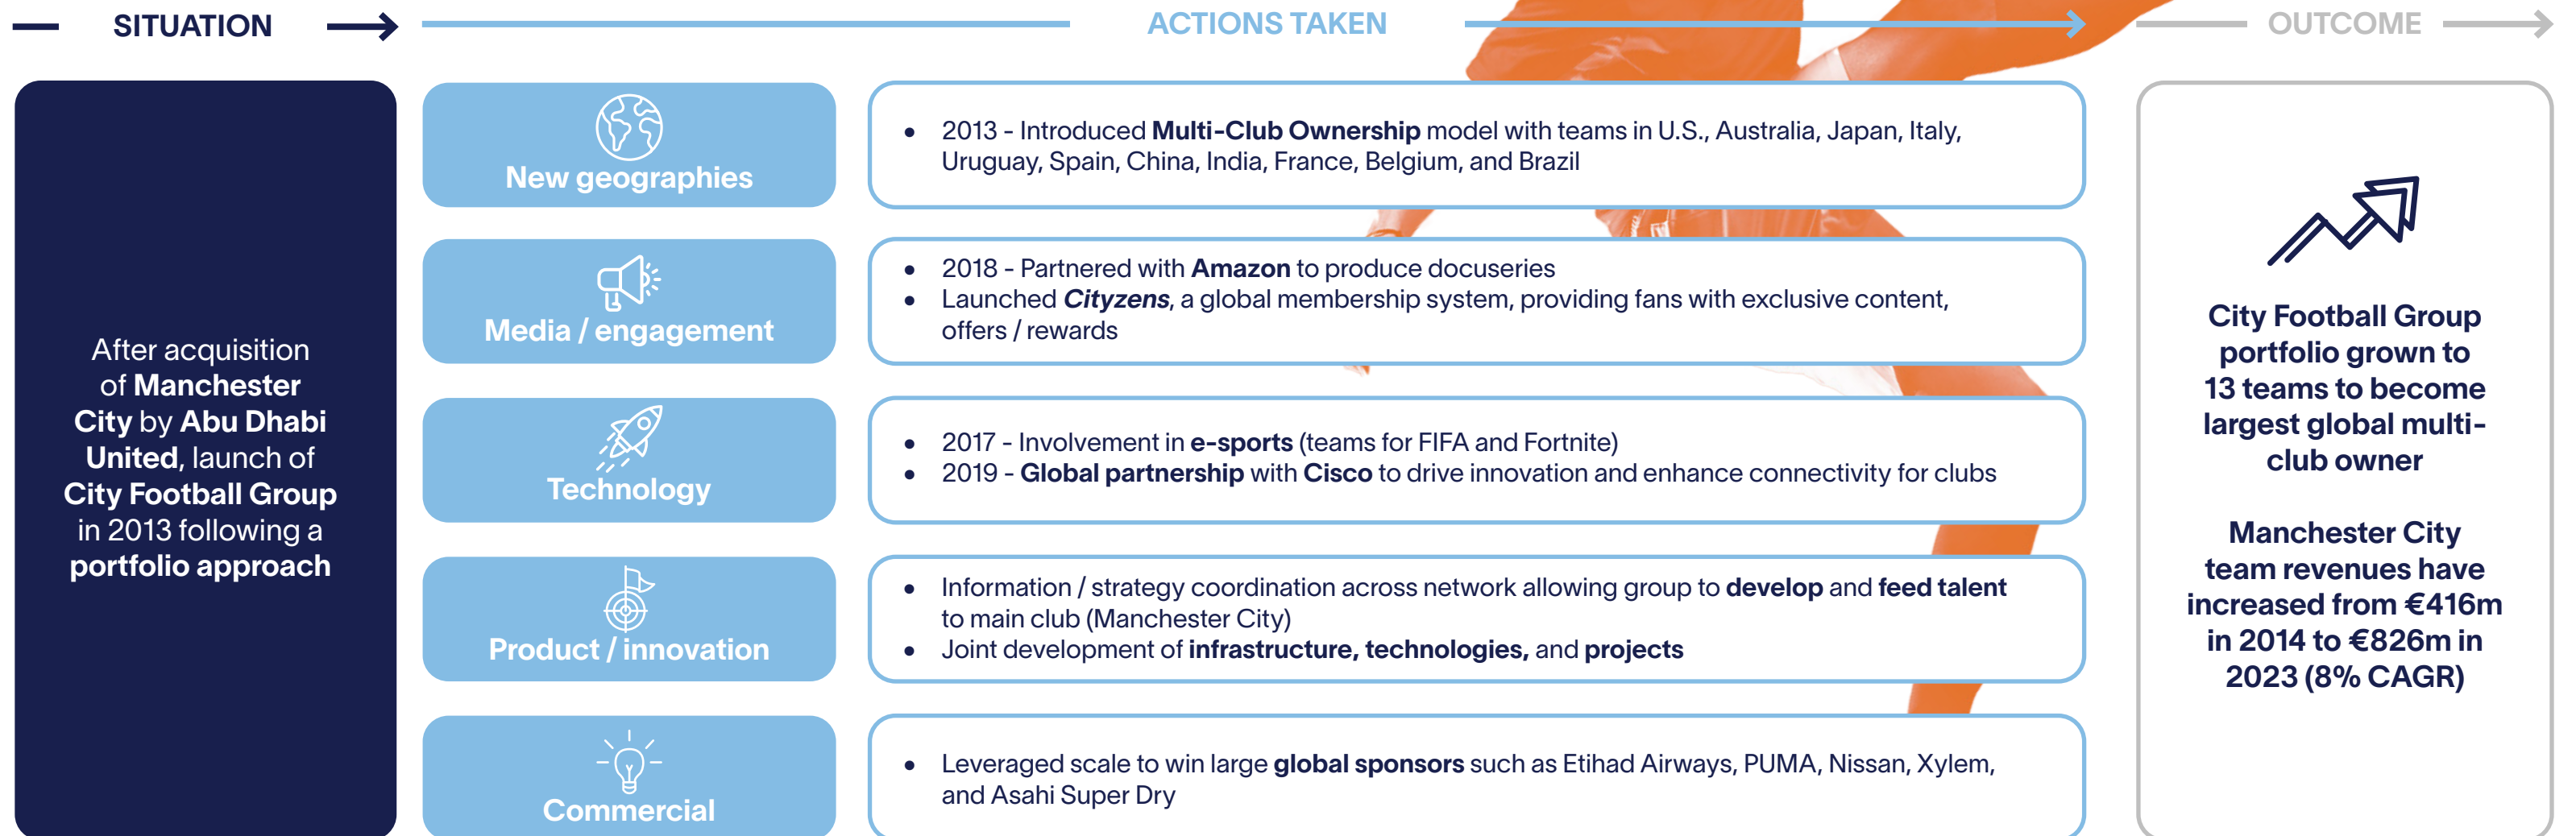 SITUATION
ACTIONS TAKEN
OUTCOME
After acquisition
of Manchester
City by Abu Dhabi
United, launch of
City Football Group
in 2013 following a
portfolio approach
New geographies
• 2013 - Introduced Multi-Club Ownership model with teams in U.S., Australia, Japan, Italy,
Uruguay, Spain, China, India, France, Belgium, and Brazil
Media / engagement
• 2018 - Partnered with Amazon to produce docuseries
• Launched Cityzens, a global membership system, providing fans with exclusive content,
offers / rewards
Technology
• 2017 - Involvement in e-sports (teams for FIFA and Fortnite)
• 2019 - Global partnership with Cisco to drive innovation and enhance connectivity for clubs
Product / innovation
• Information / strategy coordination across network allowing group to develop and feed talent
to main club (Manchester City)
• Joint development of infrastructure, technologies, and projects
Commercial
• Leveraged scale to win large global sponsors such as Etihad Airways, PUMA, Nissan, Xylem,
and Asahi Super Dry
City Football Group
portfolio grown to
13 teams to become
largest global multi-
club owner
Manchester City
team revenues have
increased from €416m
in 2014 to €826m in
2023 (8% CAGR)